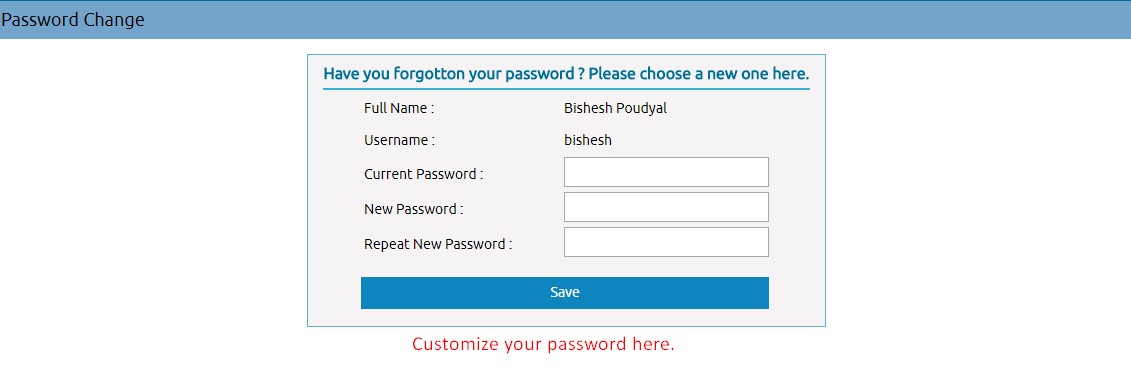 Password Change
Have you forgotton your password ? Please choose a new one here.
Full Name : Bishesh Poudyal
Username : bishesh
Current Password :
New Password :
Repeat New Password :
Save
Customize your password here.